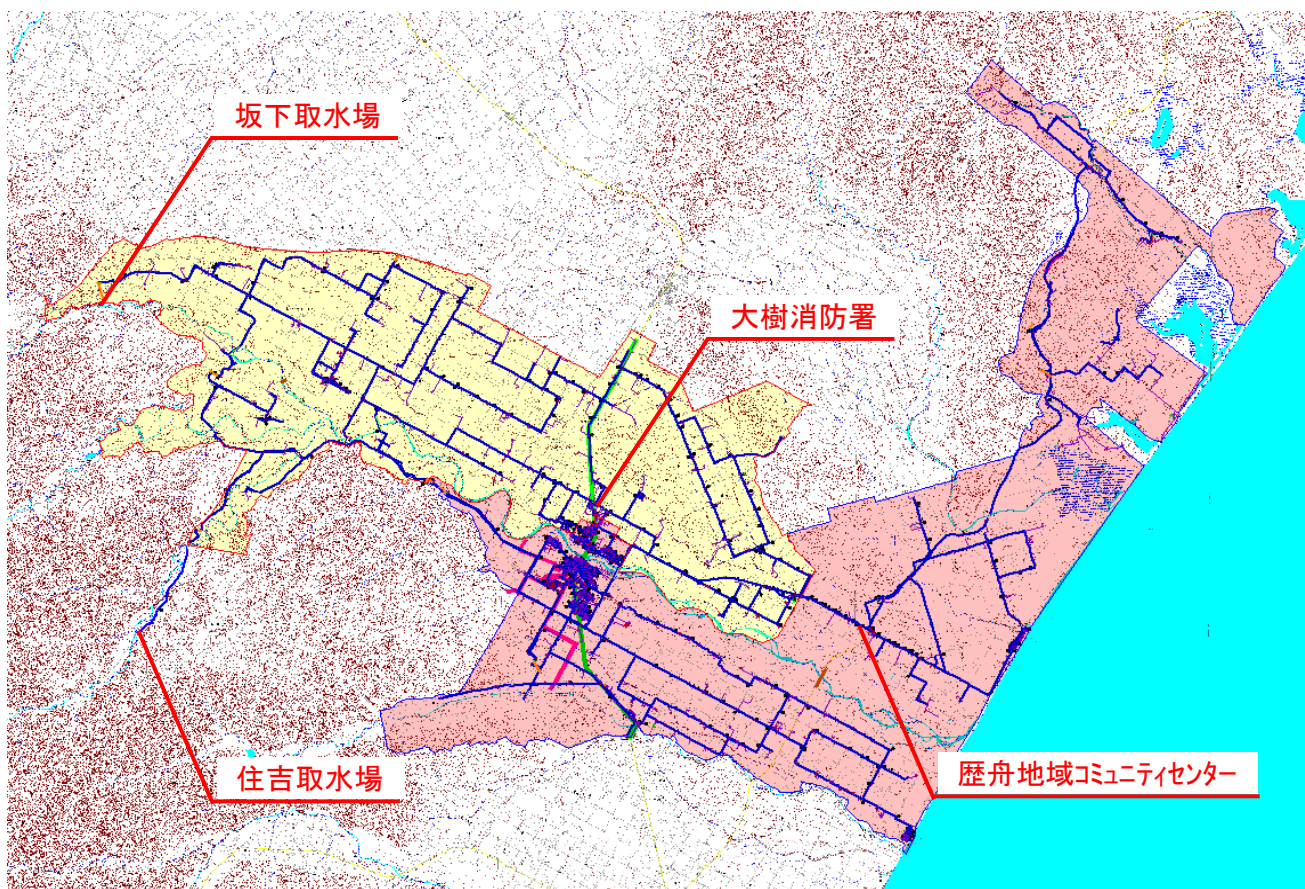 坂下取水場
大樹消防署
住吉取水場
歴舟地域コミュニティセンター